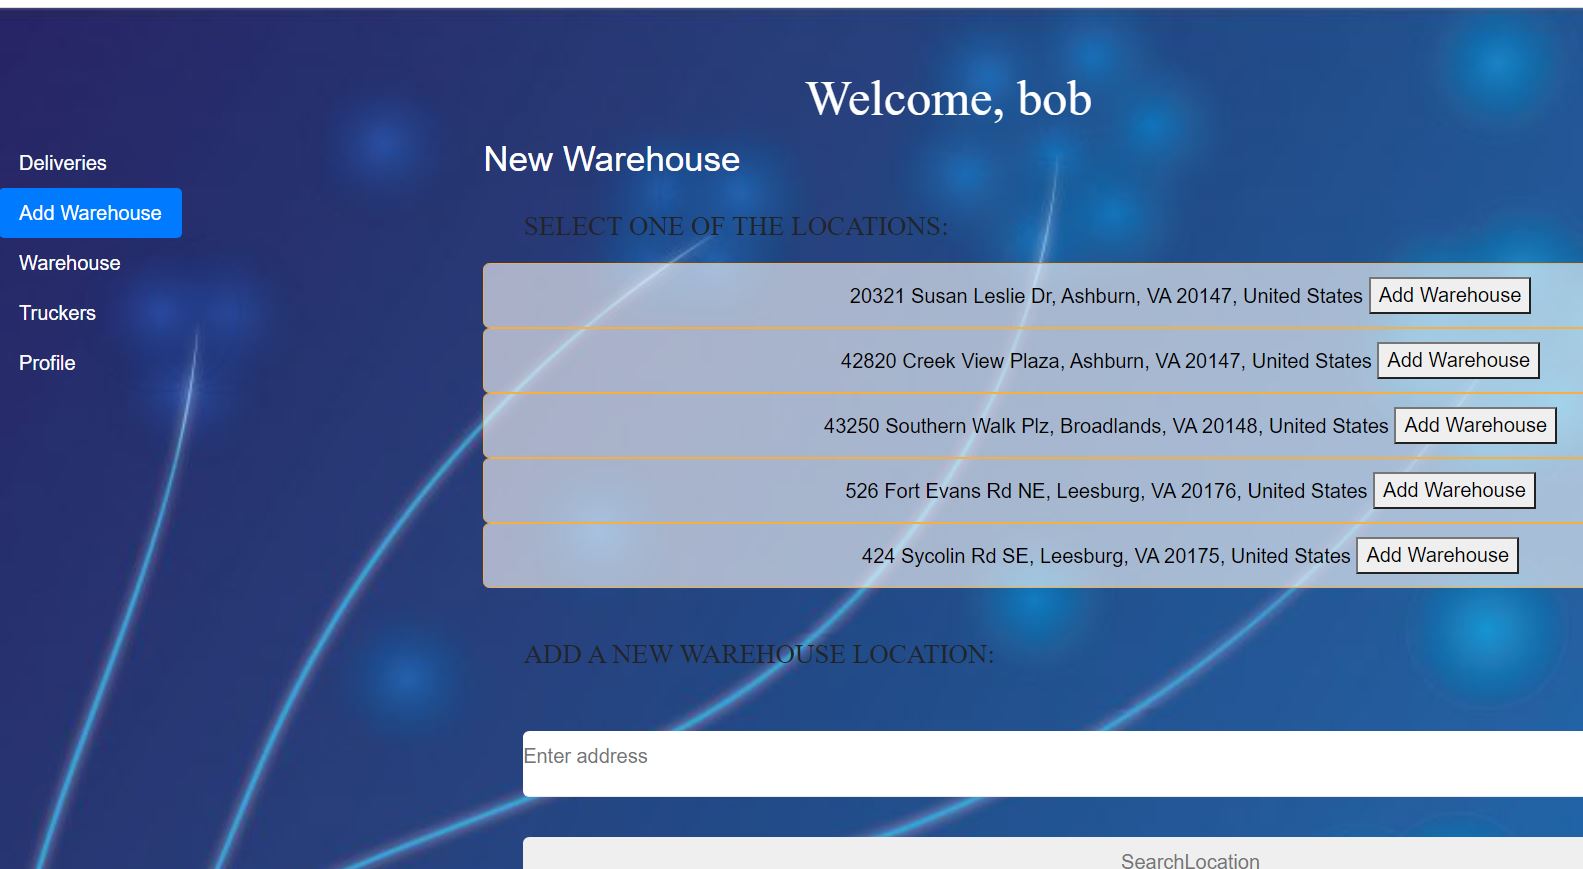 Welcome, bob
Deliveries
Add Warehouse
Warehouse
Truckers
Profile
New Warehouse
SELECT ONE OF THE LOCATIONS:
20321 Susan Leslie Dr, Ashburn, VA 20147, United States Add Warehouse
42820 Creek View Plaza, Ashburn, VA 20147, United States Add Warehouse
43250 Southern Walk Plz, Broadlands, VA 20148, United States Add Warehouse
526 Fort Evans Rd NE, Leesburg, VA 20176, United States Add Warehouse
424 Sycolin Rd SE, Leesburg, VA 20175, United States Add Warehouse
ADD A NEW WAREHOUSE LOCATION:
Enter address
SearchLocation